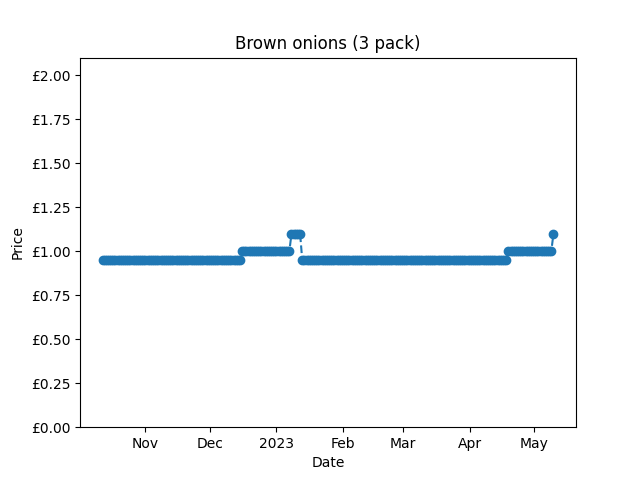 Brown onions (3 pack)
£2.00
£1.75
£1.50
£1.25
£1.00
£0.75
£0.50
£0.25
£0.00
Price
Nov Dec 2023 Feb Mar Apr May
Date